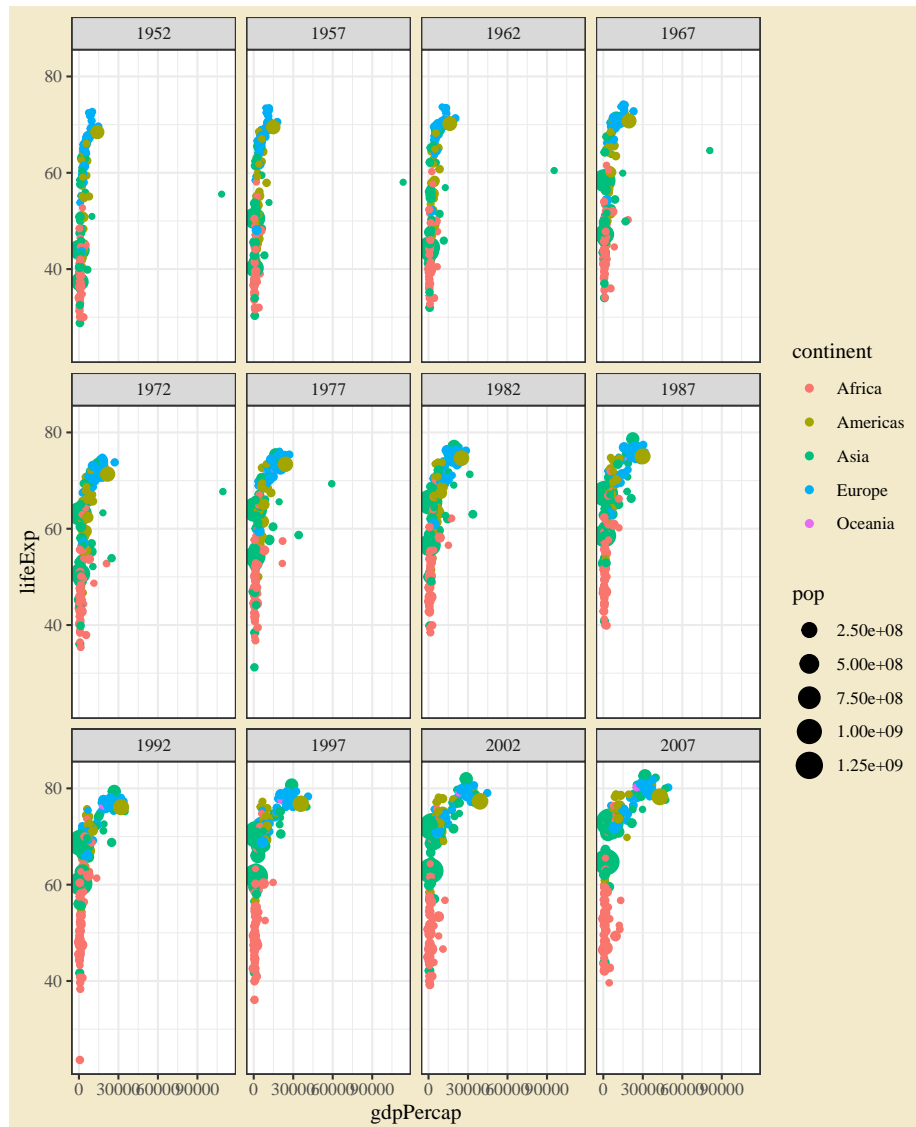 1952 1957 1962 1967
80
60
40
1972 1977 1982 1987
80
60
40
1992 1997 2002 2007
80
60
40
0 30000 60000 90000 0 30000 60000 90000 0 30000 60000 90000 0 30000 60000 90000
gdpPercap
lifeExp
continent
Africa
Americas
Asia
Europe
Oceania
pop
2.50e+08
5.00e+08
7.50e+08
1.00e+09
1.25e+09